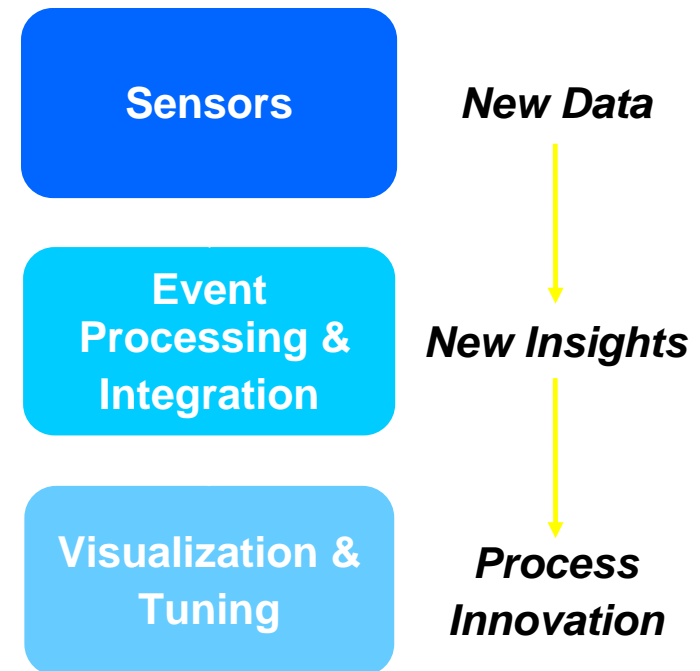 Sensors
New Data
Event
Processing &
Integration
New Insights
Visualization &
Tuning
Process
Innovation